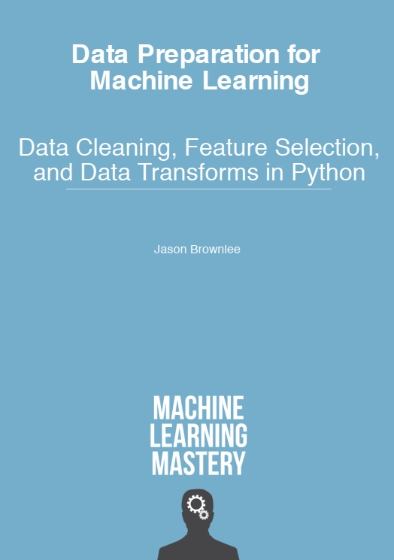 Data Preparation for
Machine Learning
Data Cleaning, Feature Selection,
and Data Transforms in Python
Jason Brownlee
MACHINE
LEARNING
MASTERY